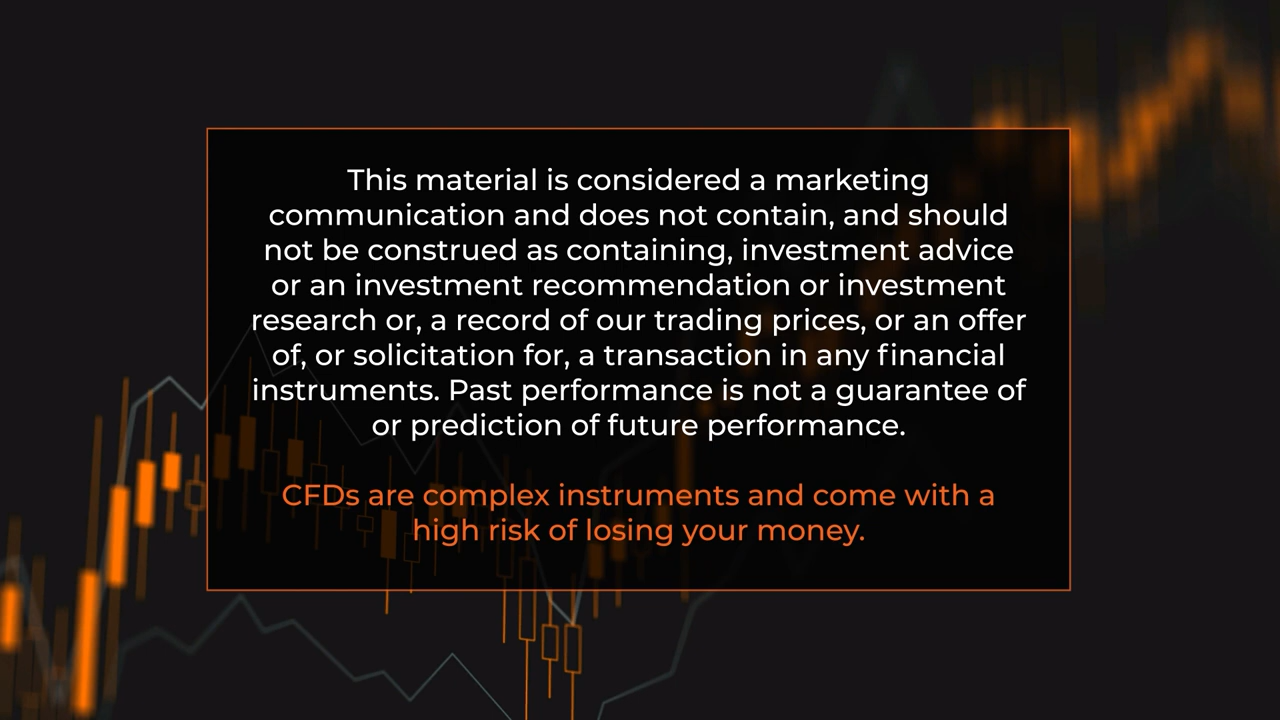 This material is considered a marketing
communication and does not contain, and should
not be construed as containing, investment advice
or an investment recommendation or investment
research or, a record of our trading prices, or an offer
of, or solicitation for, a transaction in any financial
instruments. Past performance is not a guarantee of
or prediction of future performance.
CFDs are complex instruments and come with a
high risk of losing your money.